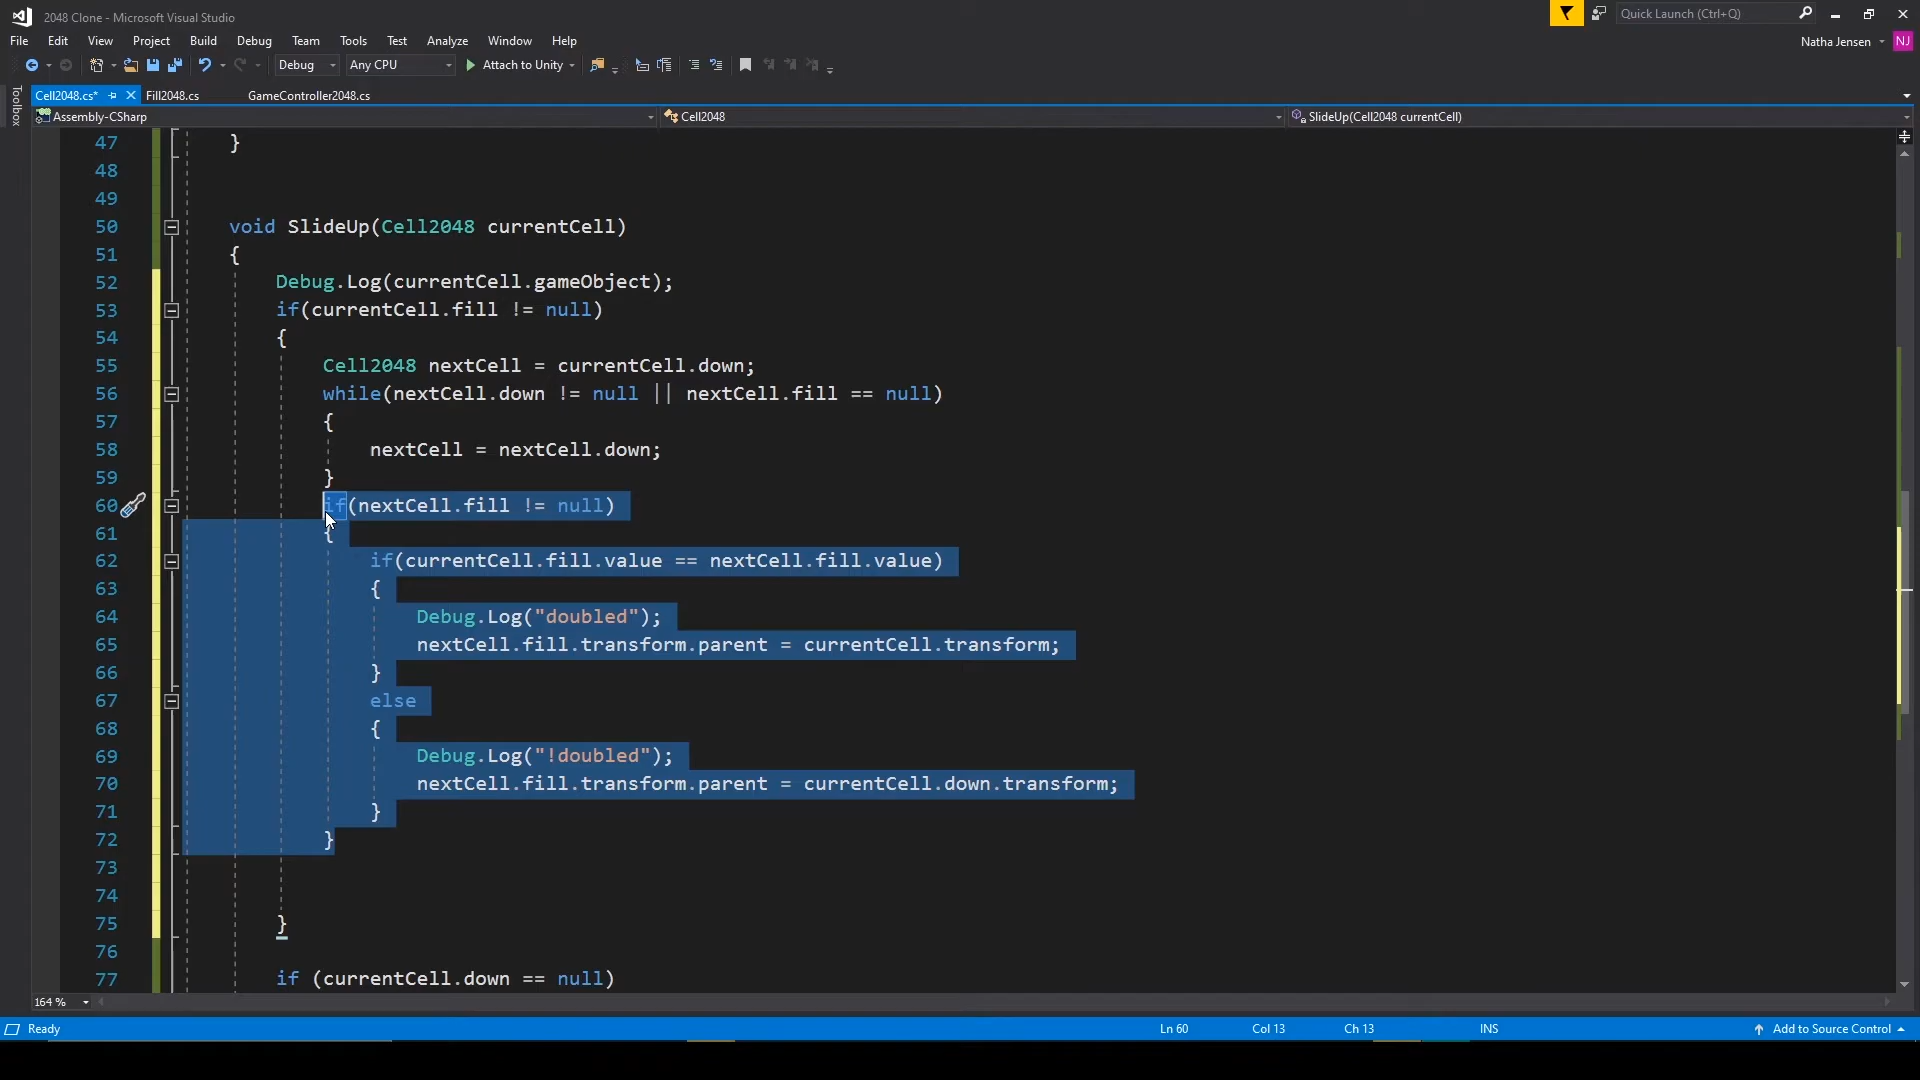 2048 Clone - Microsoft Visual Studio
Quick Launch (Ctrl+Q)
File Edit View Project Build Debug Team Tools Test Analyze Window Help
Natha Jensen NJ
Debug Any CPU Attach to Unity
Toolbox
Cell2048.cs* Fill2048.cs GameController2048.cs
Assembly-CSharp Cell2048 SlideUp(Cell2048 currentCell)
47 }
48
49
50 void SlideUp(Cell2048 currentCell)
51 {
52 Debug.Log(currentCell.gameObject);
53 if(currentCell.fill != null)
54 {
55 Cell2048 nextCell = currentCell.down;
56 while(nextCell.down != null || nextCell.fill == null)
57 {
58 nextCell = nextCell.down;
59 }
60 if(nextCell.fill != null)
61 {
62 if(currentCell.fill.value == nextCell.fill.value)
63 {
64 Debug.Log("doubled");
65 nextCell.fill.transform.parent = currentCell.transform;
66 }
67 else
68 {
69 Debug.Log("!doubled");
70 nextCell.fill.transform.parent = currentCell.down.transform;
71 }
72 }
73
74
75 }
76
77 if (currentCell.down == null)
164 %
Ready Ln 60 Col 13 Ch 13 INS Add to Source Control